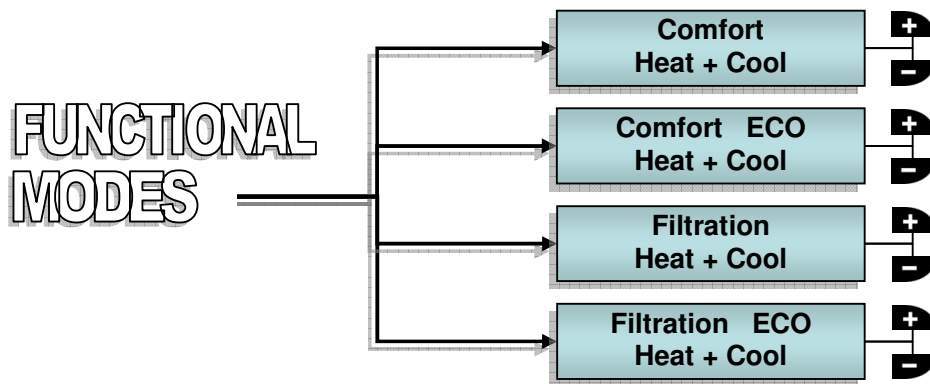 FUNCTIONAL
MODES
Comfort
Heat + Cool
+
-
Comfort ECO
Heat + Cool
+
-
Filtration
Heat + Cool
+
-
Filtration ECO
Heat + Cool
+
-